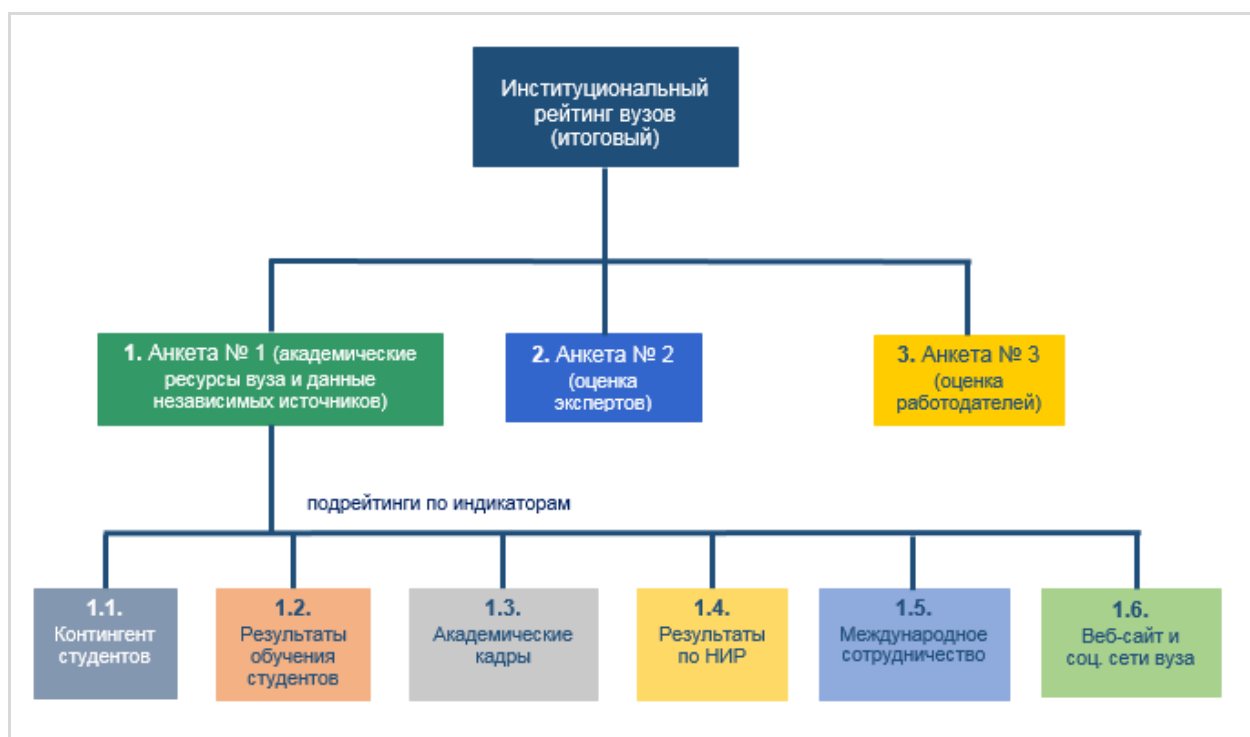 Институциональный
рейтинг вузов
(итоговый)
1. Анкета № 1 (академические
ресурсы вуза и данные
независимых источников)
2. Анкета № 2
(оценка
экспертов)
3. Анкета № 3
(оценка
работодателей)
подрейтинги по индикаторам
1.1.
Контингент
студентов
1.2.
Результаты
обучения
студентов
1.3.
Академические
кадры
1.4.
Результаты
по НИР
1.5.
Международное
сотрудничество
1.6.
Веб-сайт и
соц. сети вуза